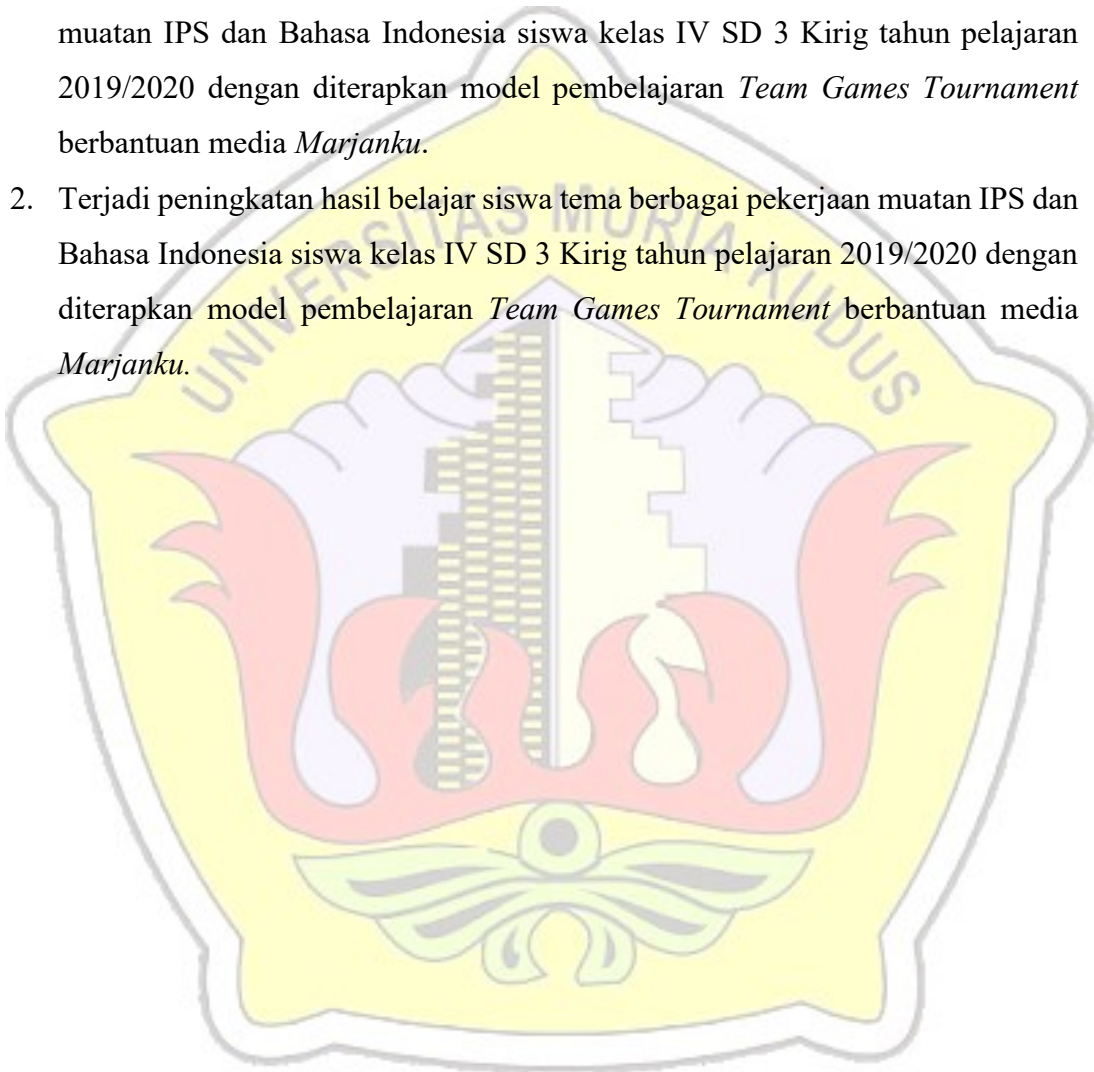 muatan IPS dan Bahasa Indonesia siswa kelas IV SD 3 Kirig tahun pelajaran
2019/2020 dengan diterapkan model pembelajaran Team Games Tournament
berbantuan media Marjanku.
2. Terjadi peningkatan hasil belajar siswa tema berbagai pekerjaan muatan IPS dan
Bahasa Indonesia siswa kelas IV SD 3 Kirig tahun pelajaran 2019/2020 dengan
diterapkan model pembelajaran Team Games Tournament berbantuan media
Marjanku.
UNIVERSITAS MURIA KUDUS